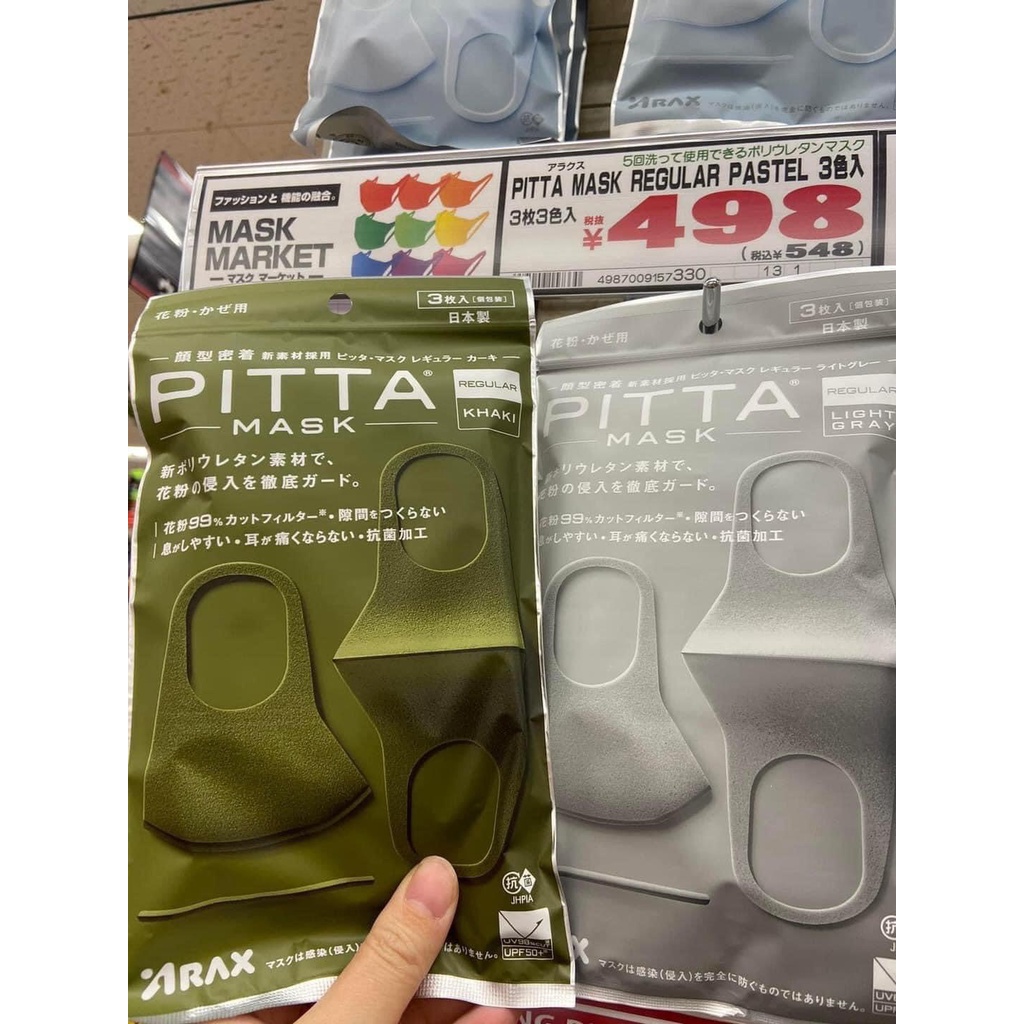 ARAX
ARAX
ファッションと機能の融合。
MASK
MARKET
マスク マーケット
アラクス
5回洗って使用できるポリウレタンマスク
PITTA MASK REGULAR PASTEL 3色入
3枚3色入
税抜
¥498
(税込¥548)
4987009157330
13 1
花粉・かぜ用
3枚入[個包装]
日本製
顔型密着 新素材採用 ピッタ・マスク レギュラー カーキ
PITTA®
MASK
REGULAR
KHAKI
新ポリウレタン素材で、
花粉の侵入を徹底ガード。
花粉99%カットフィルター※・隙間をつくらない
息がしやすい・耳が痛くならない・抗菌加工
抗菌
JHPIA
UPF50+
ARAX
マスクは感染(侵入)
はありません。
花粉・かぜ用
3枚入[個包装]
日本製
顔型密着 新素材採用 ピッタ・マスク レギュラー ライトグレー
PITTA®
MASK
REGULAR
LIGHT
GRAY
新ポリウレタン素材で、
花粉の侵入を徹底ガード。
花粉99%カットフィルター※・隙間をつくらない
息がしやすい・耳が痛くならない・抗菌加工
抗
マスクは感染(侵入)を完全に防ぐものではありません。